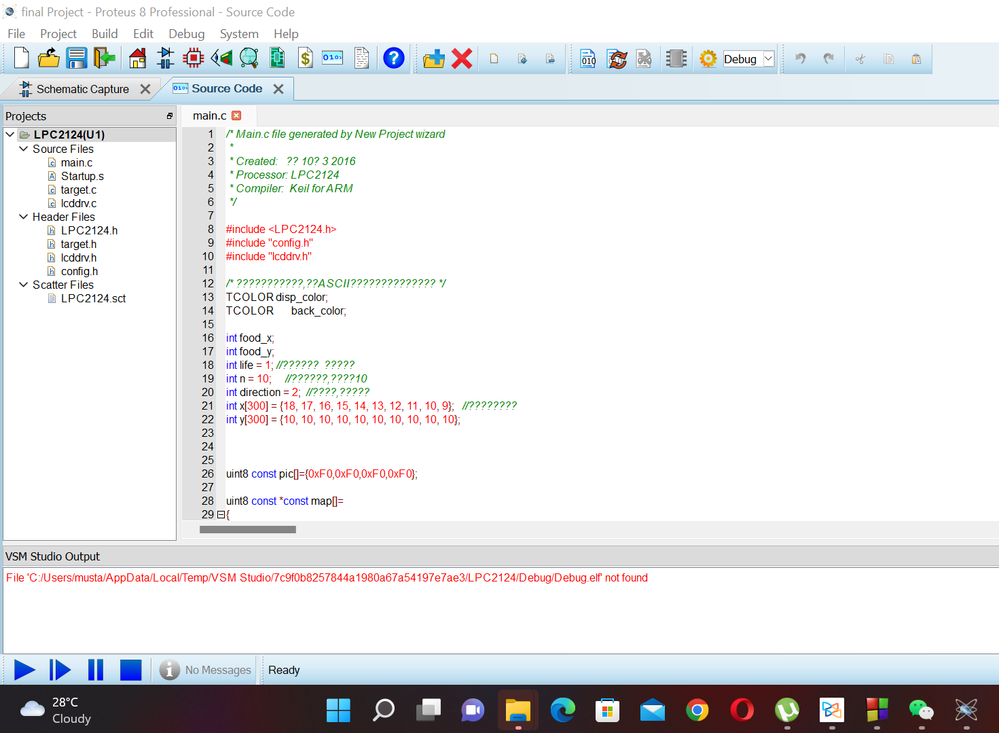 final Project - Proteus 8 Professional - Source Code
File Project Build Edit Debug System Help
Debug
Schematic Capture Source Code
Projects
main.c
LPC2124(U1)
Source Files
main.c
Startup.s
target.c
lcddrv.c
Header Files
LPC2124.h
target.h
lcddrv.h
config.h
Scatter Files
LPC2124.sct
1 /* Main.c file generated by New Project wizard
2 *
3 * Created: ?? 10? 3 2016
4 * Processor: LPC2124
5 * Compiler: Keil for ARM
6 */
7
8 #include <LPC2124.h>
9 #include "config.h"
10 #include "lcddrv.h"
11
12 /* ???????????,??ASCII?????????????? */
13 TCOLOR disp_color;
14 TCOLOR back_color;
15
16 int food_x;
17 int food_y;
18 int life = 1; //?????? ?????
19 int n = 10; //??????,????10
20 int direction = 2; //????,?????
21 int x[300] = {18, 17, 16, 15, 14, 13, 12, 11, 10, 9}; //????????
22 int y[300] = {10, 10, 10, 10, 10, 10, 10, 10, 10, 10};
23
24
25
26 uint8 const pic[]={0xF0,0xF0,0xF0,0xF0};
27
28 uint8 const *const map[]=
29 {
VSM Studio Output
File 'C:/Users/musta/AppData/Local/Temp/VSM Studio/7c9f0b8257844a1980a67a54197e7ae3/LPC2124/Debug/Debug.elf' not found
No Messages Ready
28°C
Cloudy